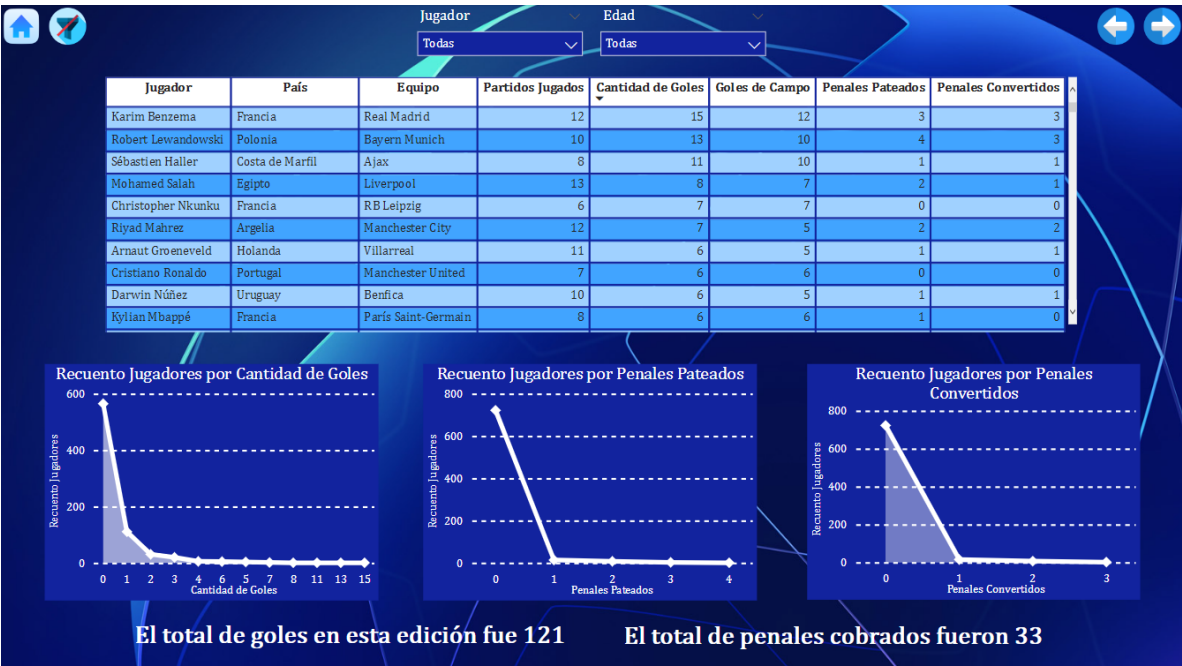 Jugador Edad
Todas Todas
Jugador País Equipo Partidos Jugados Cantidad de Goles Goles de Campo Penales Pateados Penales Convertidos
Karim Benzema Francia Real Madrid 12 15 12 3 3
Robert Lewandowski Polonia Bayern Munich 10 13 10 4 3
Sébastien Haller Costa de Marfil Ajax 8 11 10 1 1
Mohamed Salah Egipto Liverpool 13 8 7 2 1
Christopher Nkunku Francia RB Leipzig 6 7 7 0 0
Riyad Mahrez Argelia Manchester City 12 7 5 2 2
Arnaut Groeneveld Holanda Villarreal 11 6 5 1 1
Cristiano Ronaldo Portugal Manchester United 7 6 6 0 0
Darwin Núñez Uruguay Benfica 10 6 5 1 1
Kylian Mbappé Francia París Saint-Germain 8 6 6 1 0
Recuento Jugadores por Cantidad de Goles
600
400
200
0
Recuento Jugadores
0 1 2 3 4 6 5 7 8 11 13 15
Cantidad de Goles
Recuento Jugadores por Penales Pateados
800
600
400
200
0
Recuento Jugadores
0 1 2 3 4
Penales Pateados
Recuento Jugadores por Penales
Convertidos
800
600
400
200
0
Recuento Jugadores
0 1 2 3
Penales Convertidos
El total de goles en esta edición fue 121
El total de penales cobrados fueron 33